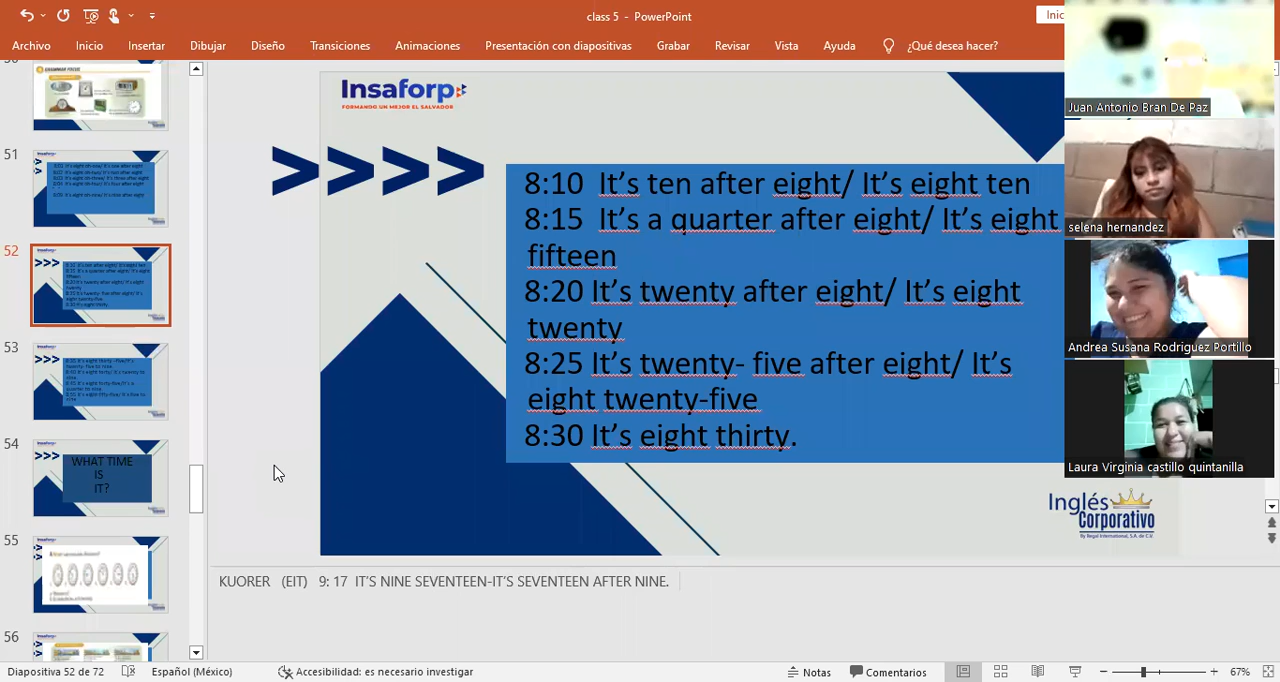 class 5 - PowerPoint
Inic
Archivo Inicio Insertar Dibujar Diseño Transiciones Animaciones Presentación con diapositivas Grabar Revisar Vista Ayuda ¿Qué desea hacer?
Insaforp
FORMANDO UN MEJOR EL SALVADOR
>>>>
8:10 It’s ten after eight/ It’s eight ten
8:15 It’s a quarter after eight/ It’s eight
fifteen
8:20 It’s twenty after eight/ It’s eight
twenty
8:25 It’s twenty- five after eight/ It’s
eight twenty-five
8:30 It’s eight thirty.
Inglés
Corporativo
By Regal International, S.A. de C.V.
Juan Antonio Bran De Paz
selena hernandez
Andrea Susana Rodriguez Portillo
Laura Virginia castillo quintanilla
51
52
53
54
WHAT TIME
IS
IT?
55
56
KUORER (EIT) 9: 17 IT’S NINE SEVENTEEN-IT’S SEVENTEEN AFTER NINE.
Diapositiva 52 de 72 Español (México) Accesibilidad: es necesario investigar Notas Comentarios 67%